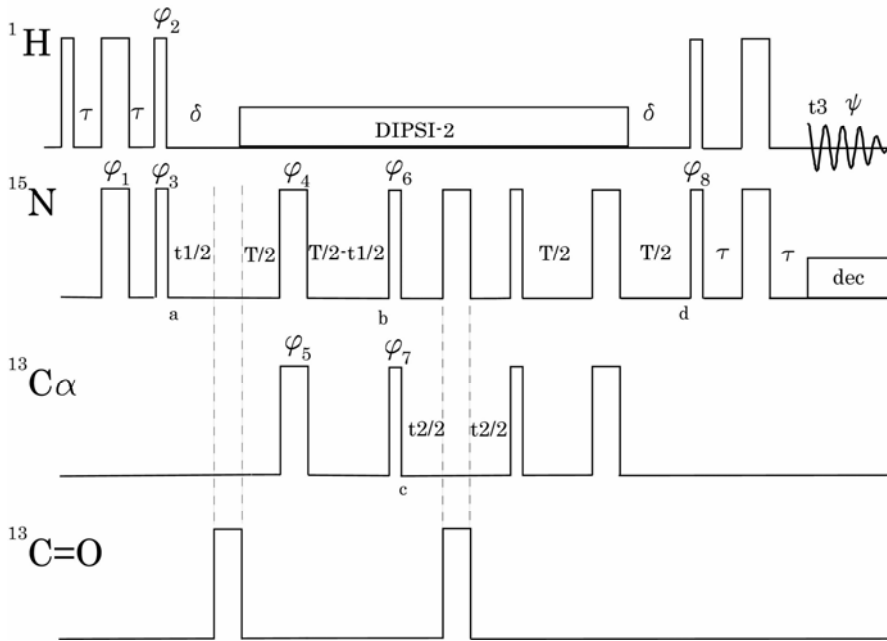 φ₂
¹H
τ τ δ DIPSI-2 δ t3 ψ
φ₁ φ₃ φ₄ φ₆ φ₈
¹⁵N
t1/2 T/2 T/2-t1/2 T/2 T/2 τ τ dec
a b d
φ₅ φ₇
¹³Cα
t2/2 t2/2
c
¹³C=O